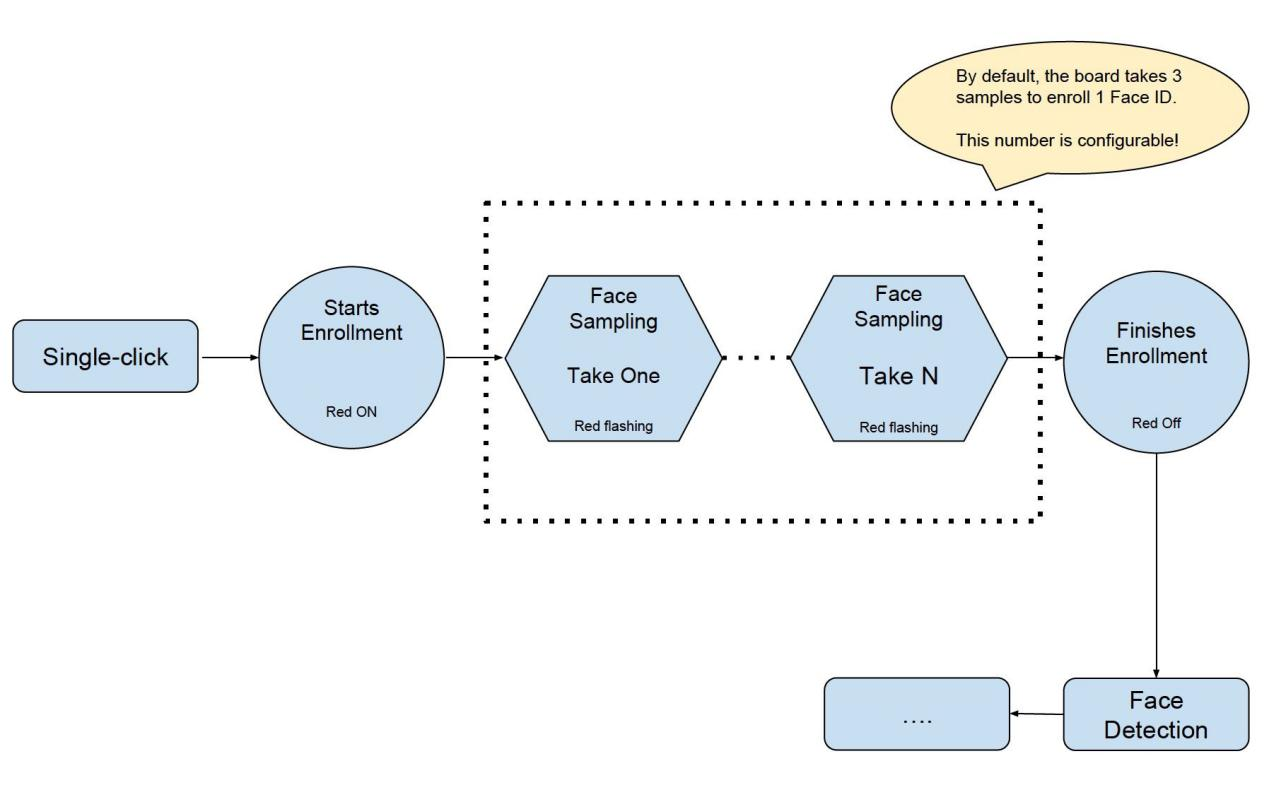 By default, the board takes 3
samples to enroll 1 Face ID.
This number is configurable!
Single-click
Starts
Enrollment
Red ON
Face
Sampling
Take One
Red flashing
Face
Sampling
Take N
Red flashing
Finishes
Enrollment
Red Off
....
Face
Detection